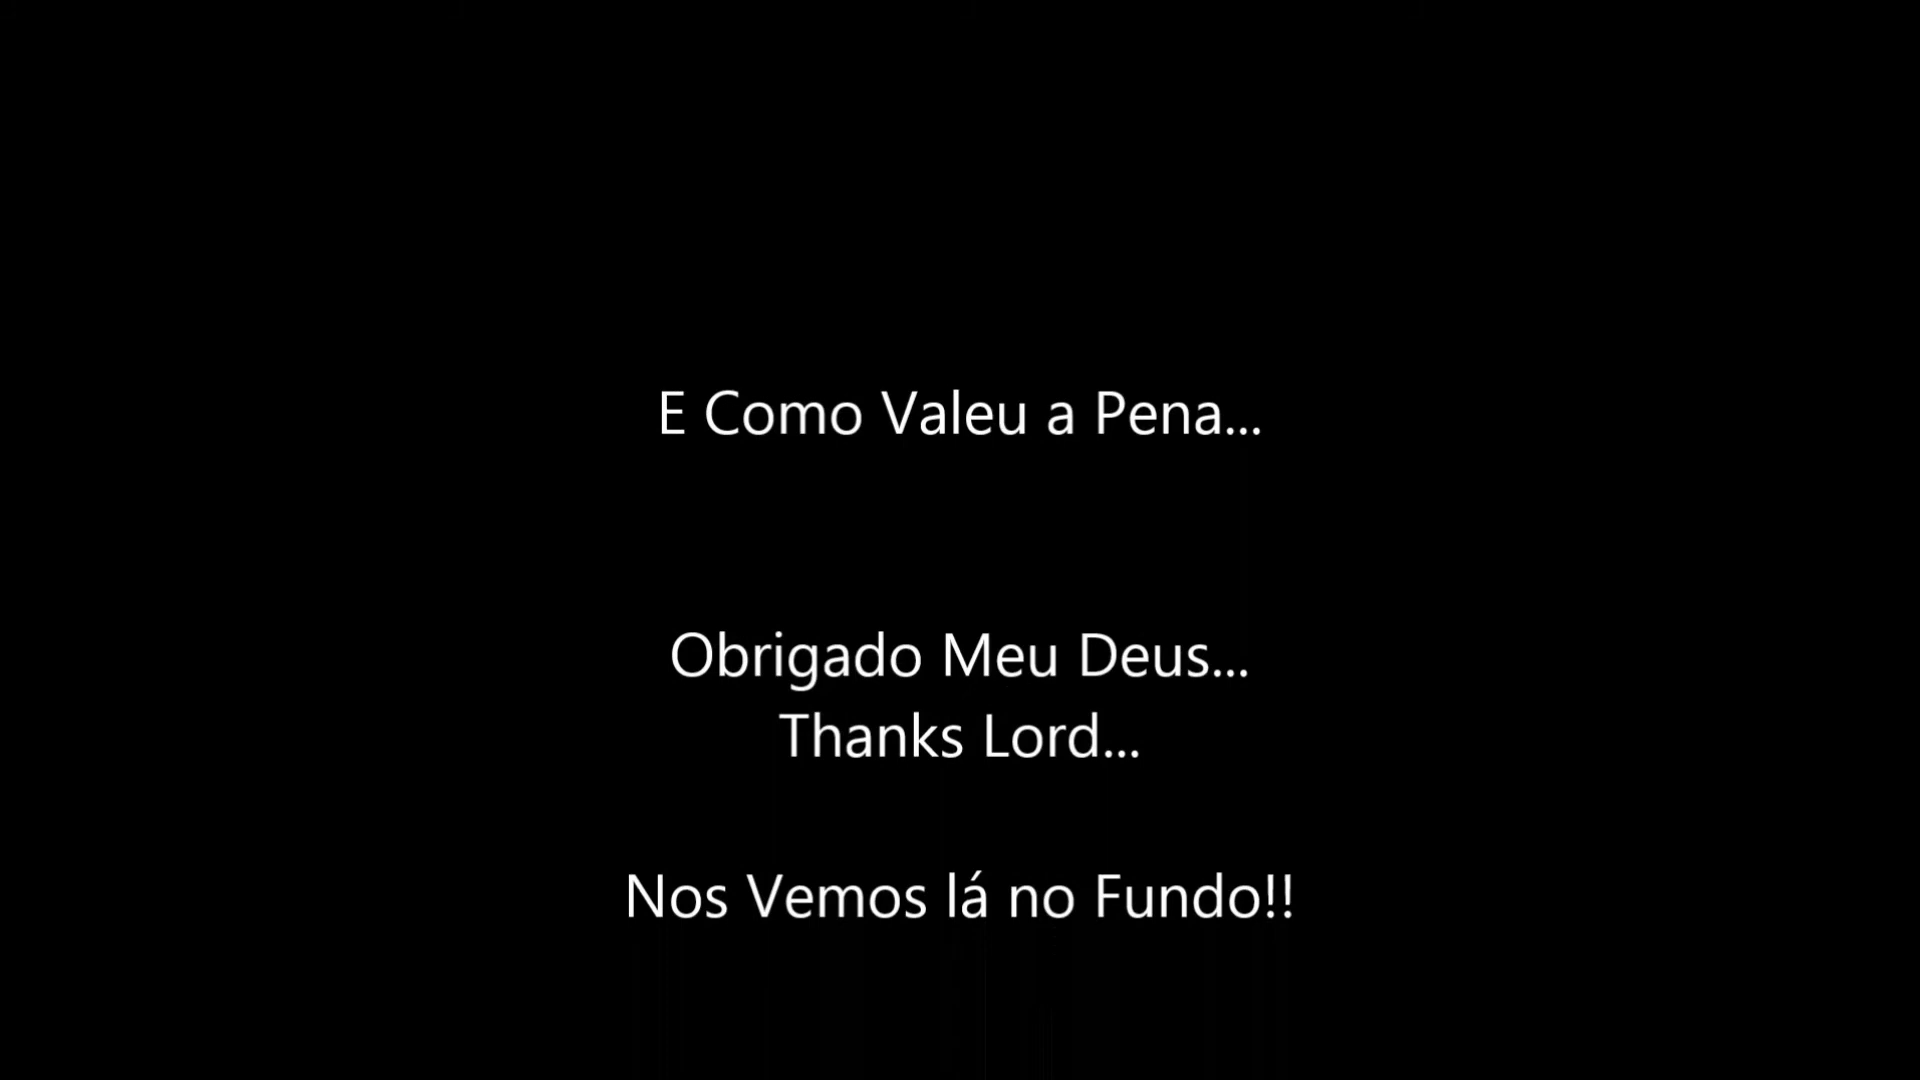 E Como Valeu a Pena...
Obrigado Meu Deus...
Thanks Lord...
Nos Vemos lá no Fundo!!